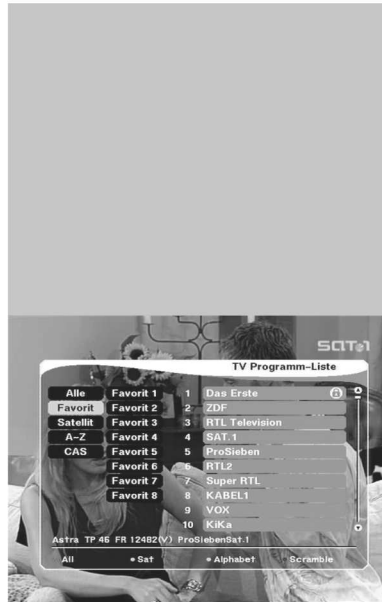 SAT.1
TV Programm-Liste
Alle Favorit 1 1 Das Erste
Favorit Favorit 2 2 ZDF
Satellit Favorit 3 3 RTL Television
A-Z Favorit 4 4 SAT.1
CAS Favorit 5 5 ProSieben
Favorit 6 6 RTL2
Favorit 7 7 Super RTL
Favorit 8 8 KABEL1
9 VOX
10 KiKa
Astra TP 46 FR 12482(V) ProSiebenSat.1
All Sat Alphabet Scramble